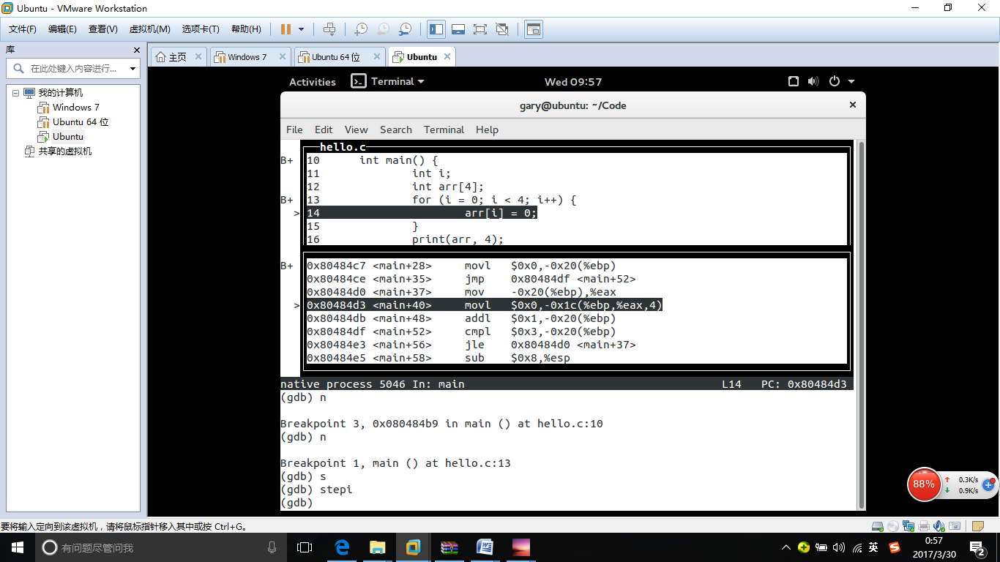 Ubuntu - VMware Workstation
文件(F) 编辑(E) 查看(V) 虚拟机(M) 选项卡(T) 帮助(H)
库
在此处键入内容进行...
我的计算机
Windows 7
Ubuntu 64 位
Ubuntu
共享的虚拟机
主页 Windows 7 Ubuntu 64 位 Ubuntu
Activities Terminal Wed 09:57
gary@ubuntu: ~/Code
File Edit View Search Terminal Help
hello.c
B+ 10 int main() {
11 int i;
12 int arr[4];
B+ 13 for (i = 0; i < 4; i++) {
> 14 arr[i] = 0;
15 }
16 print(arr, 4);
B+ 0x80484c7 <main+28> movl $0x0,-0x20(%ebp)
0x80484ce <main+35> jmp 0x80484df <main+52>
0x80484d0 <main+37> mov -0x20(%ebp),%eax
> 0x80484d3 <main+40> movl $0x0,-0x1c(%ebp,%eax,4)
0x80484db <main+48> addl $0x1,-0x20(%ebp)
0x80484df <main+52> cmpl $0x3,-0x20(%ebp)
0x80484e3 <main+56> jle 0x80484d0 <main+37>
0x80484e5 <main+58> sub $0x8,%esp
native process 5046 In: main L14 PC: 0x80484d3
(gdb) n
Breakpoint 3, 0x080484b9 in main () at hello.c:10
(gdb) n
Breakpoint 1, main () at hello.c:13
(gdb) s
(gdb) stepi
(gdb)
88% 0.3K/s
0.9K/s
要将输入定向到该虚拟机，请将鼠标指针移入其中或按 Ctrl+G。
有问题尽管问我
英
0:57
2017/3/30
2